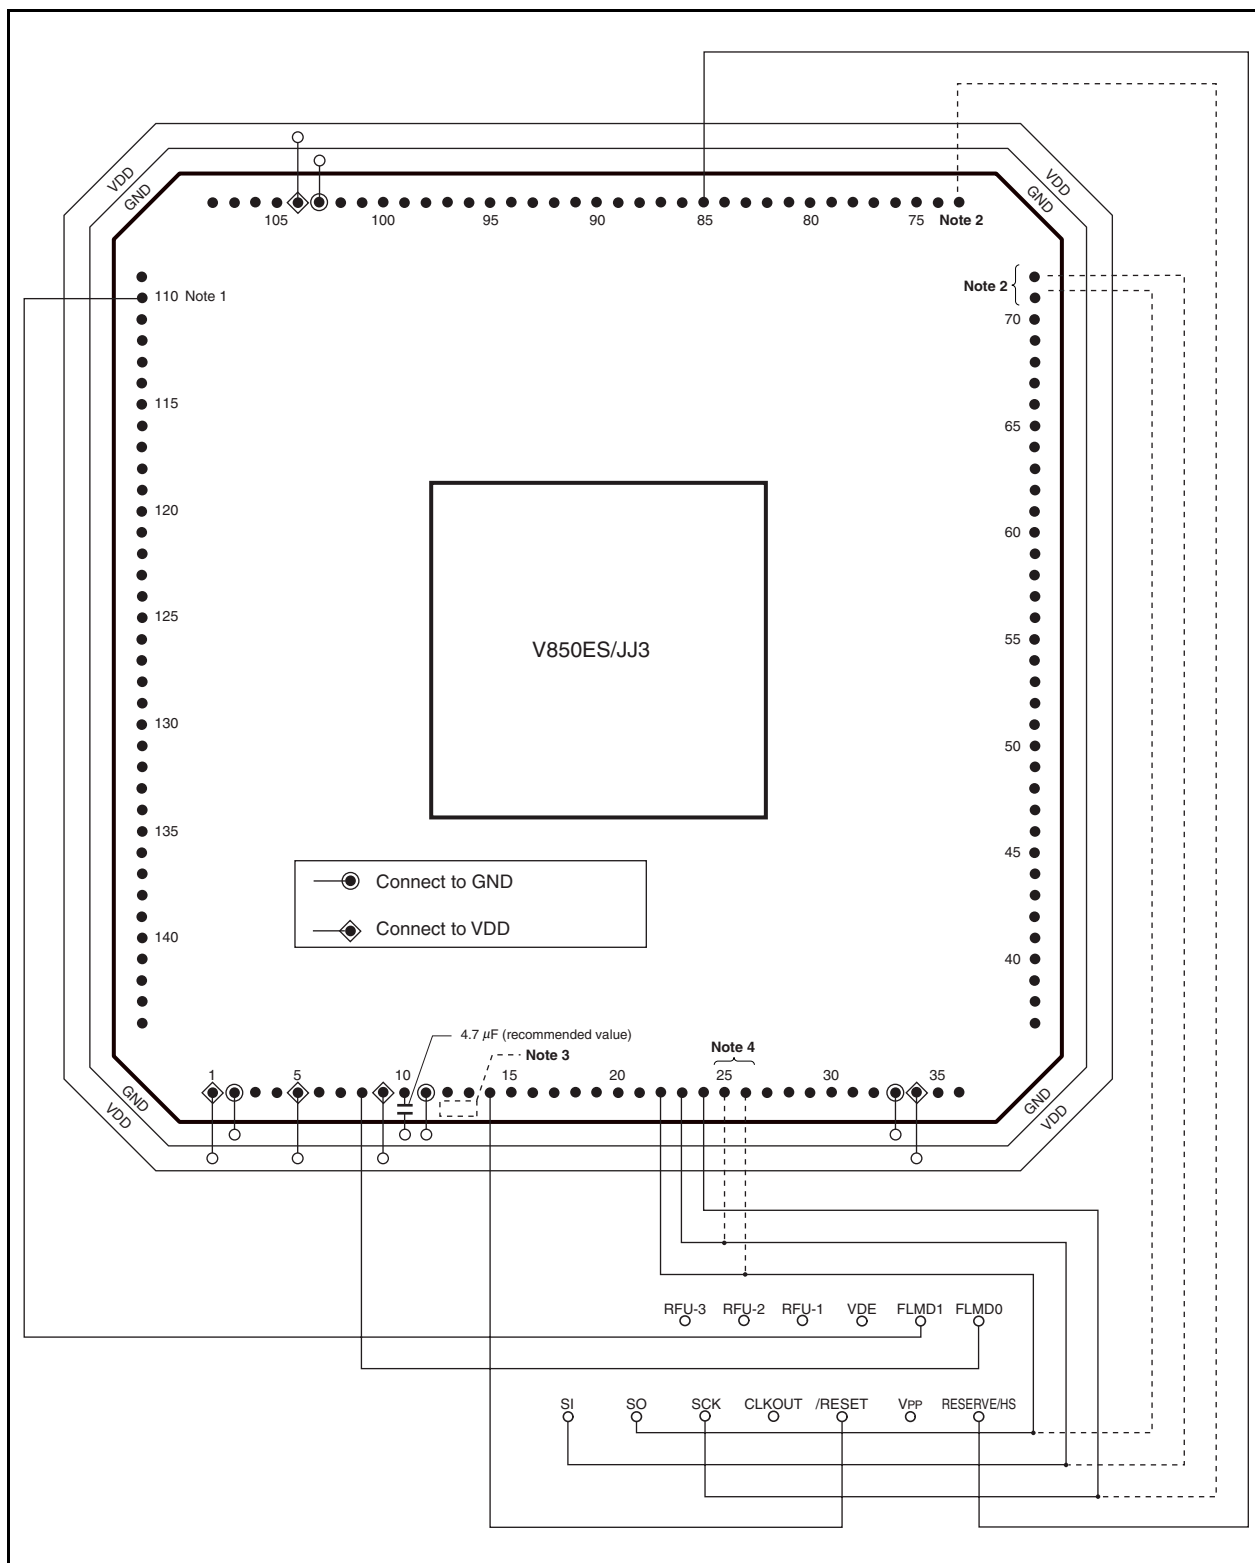 VDD
GND
VDD
GND
105
100
95
90
85
80
75
Note 2
110 Note 1
Note 2
70
115
65
120
60
125
55
V850ES/JJ3
130
50
135
45
Connect to GND
Connect to VDD
140
40
4.7 μF (recommended value)
Note 3
Note 4
1
5
10
15
20
25
30
35
GND
VDD
GND
VDD
RFU-3
RFU-2
RFU-1
VDE
FLMD1
FLMD0
SI
SO
SCK
CLKOUT
/RESET
VPP
RESERVE/HS